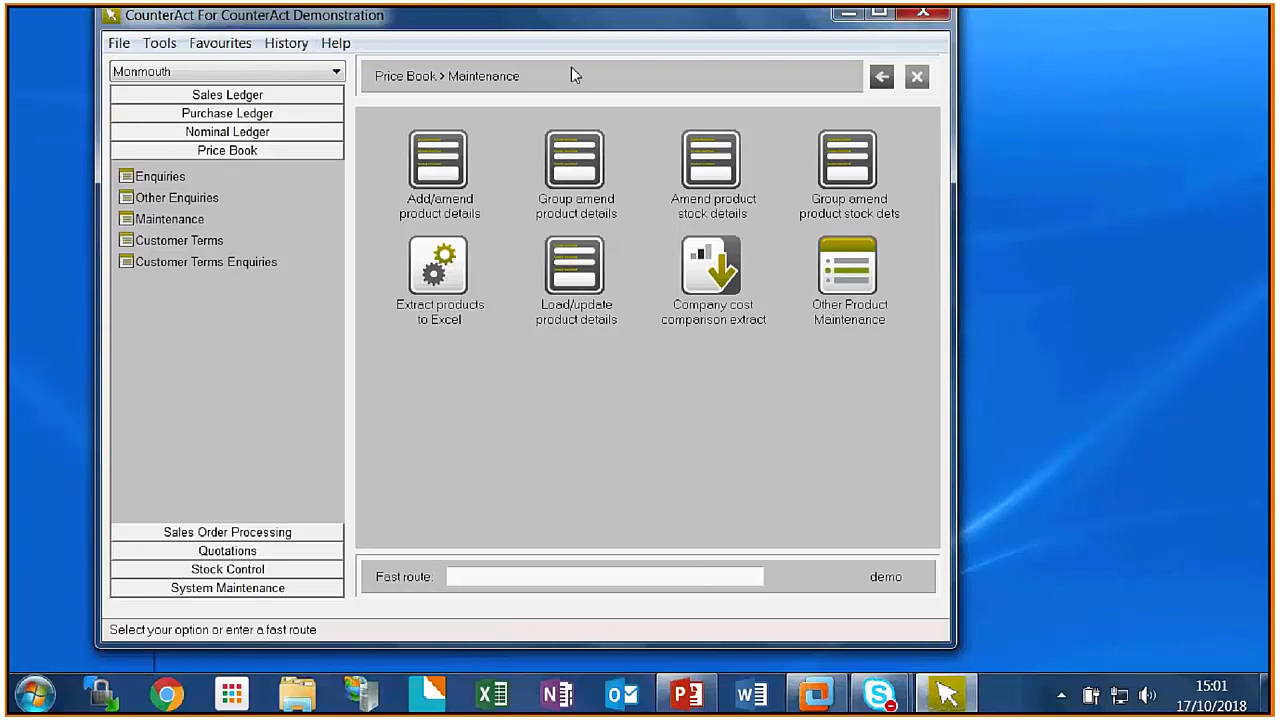 CounterAct For CounterAct Demonstration
File Tools Favourites History Help
Monmouth
Sales Ledger
Purchase Ledger
Nominal Ledger
Price Book
Enquiries
Other Enquiries
Maintenance
Customer Terms
Customer Terms Enquiries
Sales Order Processing
Quotations
Stock Control
System Maintenance
Price Book > Maintenance
Add/amend
product details
Group amend
product details
Amend product
stock details
Group amend
product stock dets
Extract products
to Excel
Load/update
product details
Company cost
comparison extract
Other Product
Maintenance
Fast route:
demo
Select your option or enter a fast route
15:01
17/10/2018